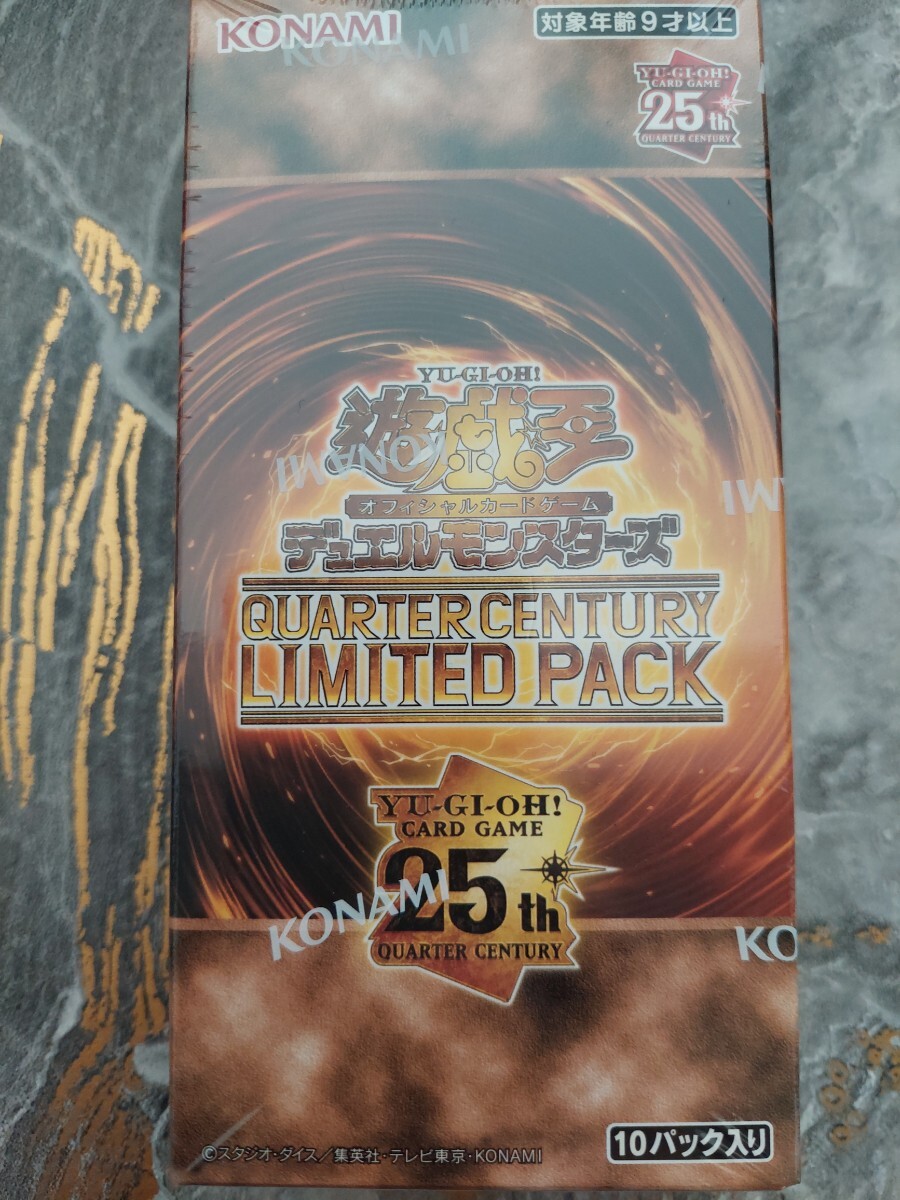 KONAMI
KONAMI
対象年齢9才以上
YU-GI-OH!
CARD GAME
25th
QUARTER CENTURY
YU-GI-OH!
遊戯王
KONAMI
オフィシャルカードゲーム
デュエルモンスターズ
QUARTER CENTURY
LIMITED PACK
YU-GI-OH!
CARD GAME
25th
KONAMI
QUARTER CENTURY
KO
10パック入り
©スタジオ・ダイス/集英社・テレビ東京・KONAMI